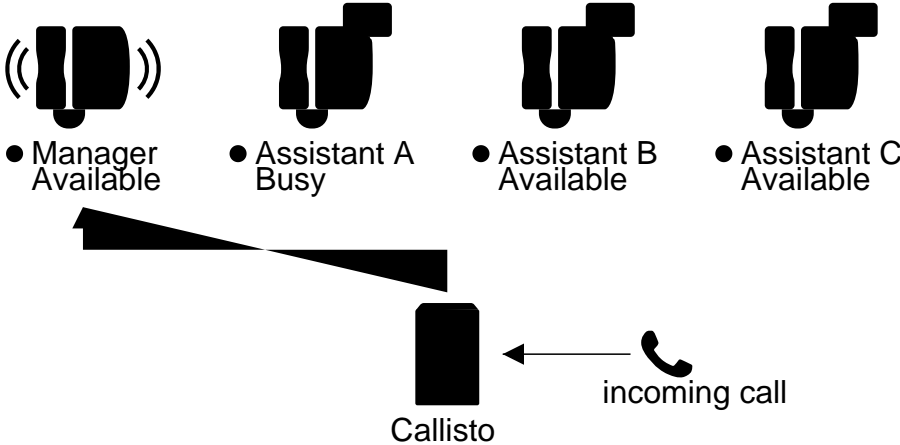 Manager
Available
Assistant A
Busy
Assistant B
Available
Assistant C
Available
incoming call
Callisto